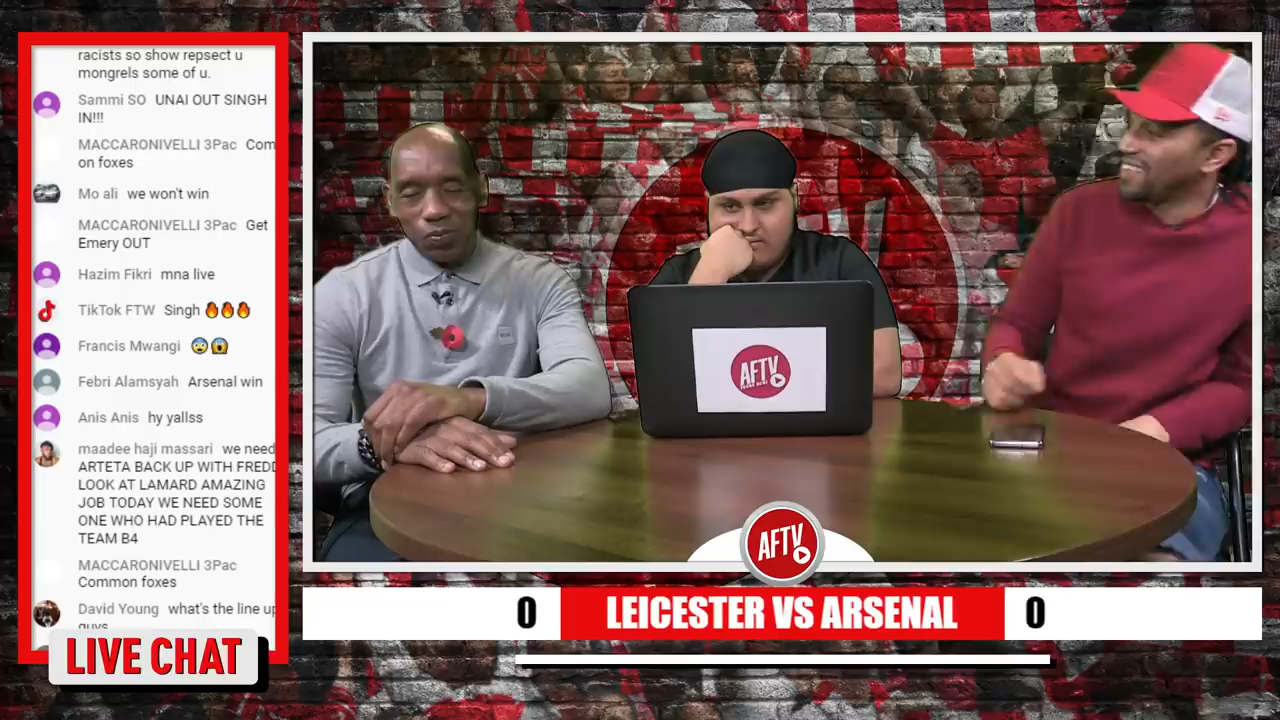 racists so show repsect u
mongrels some of u.
Sammi SO UNAI OUT SINGH
IN!!!
MACCARONIVELLI 3Pac Com
on foxes
Mo ali we won't win
MACCARONIVELLI 3Pac Get
Emery OUT
Hazim Fikri mna live
TikTok FTW Singh 🔥🔥🔥
Francis Mwangi 😨😱
Febri Alamsyah Arsenal win
Anis Anis hy yallss
maadee haji massari we need
ARTETA BACK UP WITH FREDD
LOOK AT LAMARD AMAZING
JOB TODAY WE NEED SOME
ONE WHO HAD PLAYED THE
TEAM B4
MACCARONIVELLI 3Pac
Common foxes
David Young what's the line up
guys
LIVE CHAT
AFTV
AFTV
0 LEICESTER VS ARSENAL 0